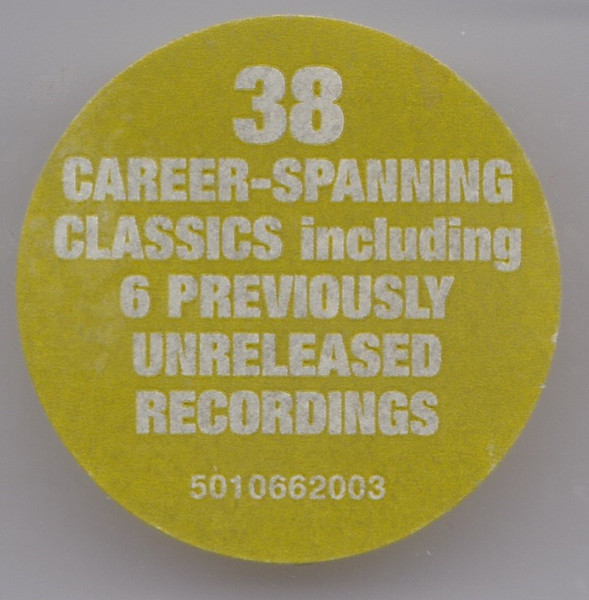 38
CAREER-SPANNING
CLASSICS including
6 PREVIOUSLY
UNRELEASED
RECORDINGS
5010662003